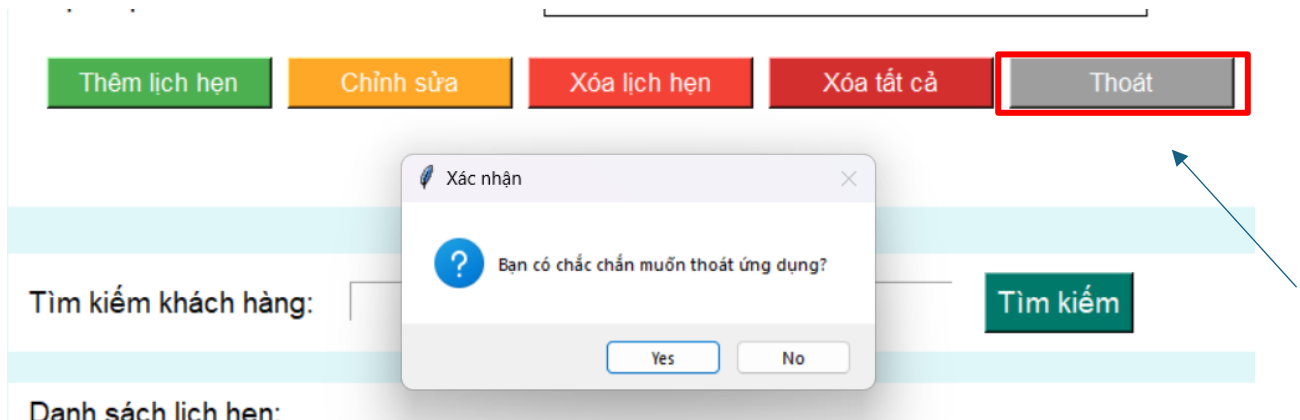 Thêm lịch hẹn Chỉnh sửa Xóa lịch hẹn Xóa tất cả Thoát
Xác nhận
Bạn có chắc chắn muốn thoát ứng dụng?
Tìm kiếm khách hàng: Tìm kiếm
Yes No
Danh sách lịch hẹn: